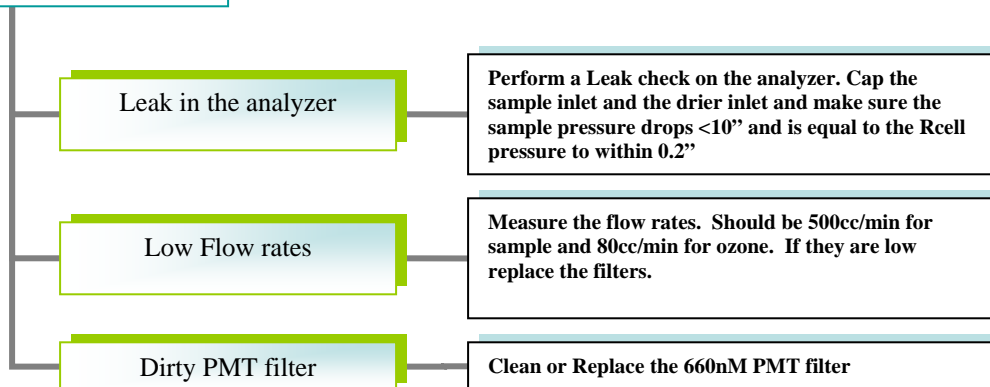 Leak in the analyzer
Perform a Leak check on the analyzer. Cap the
sample inlet and the drier inlet and make sure the
sample pressure drops <10” and is equal to the Rcell
pressure to within 0.2”
Low Flow rates
Measure the flow rates.  Should be 500cc/min for
sample and 80cc/min for ozone.  If they are low
replace the filters.
Dirty PMT filter
Clean or Replace the 660nM PMT filter